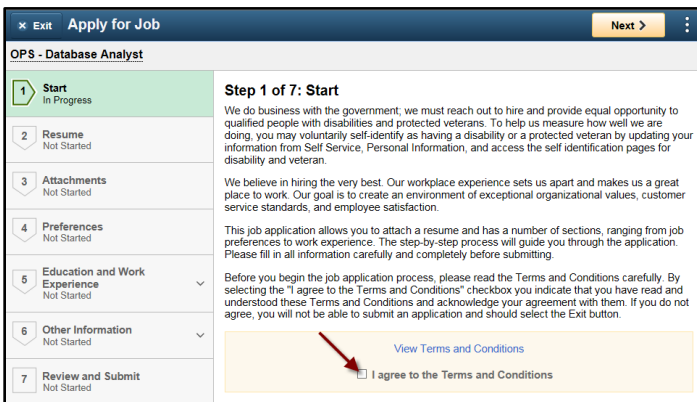 × Exit Apply for Job Next >
OPS - Database Analyst
1 Start
In Progress
2 Resume
Not Started
3 Attachments
Not Started
4 Preferences
Not Started
5 Education and Work
Experience
Not Started
6 Other Information
Not Started
7 Review and Submit
Not Started
Step 1 of 7: Start
We do business with the government; we must reach out to hire and provide equal opportunity to
qualified people with disabilities and protected veterans. To help us measure how well we are
doing, you may voluntarily self-identify as having a disability or a protected veteran by updating your
information from Self Service, Personal Information, and access the self identification pages for
disability and veteran.
We believe in hiring the very best. Our workplace experience sets us apart and makes us a great
place to work. Our goal is to create an environment of exceptional organizational values, customer
service standards, and employee satisfaction.
This job application allows you to attach a resume and has a number of sections, ranging from job
preferences to work experience. The step-by-step process will guide you through the application.
Please fill in all information carefully and completely before submitting.
Before you begin the job application process, please read the Terms and Conditions carefully. By
selecting the "I agree to the Terms and Conditions" checkbox you indicate that you have read and
understood these Terms and Conditions and acknowledge your agreement with them. If you do not
agree, you will not be able to submit an application and should select the Exit button.
View Terms and Conditions
I agree to the Terms and Conditions